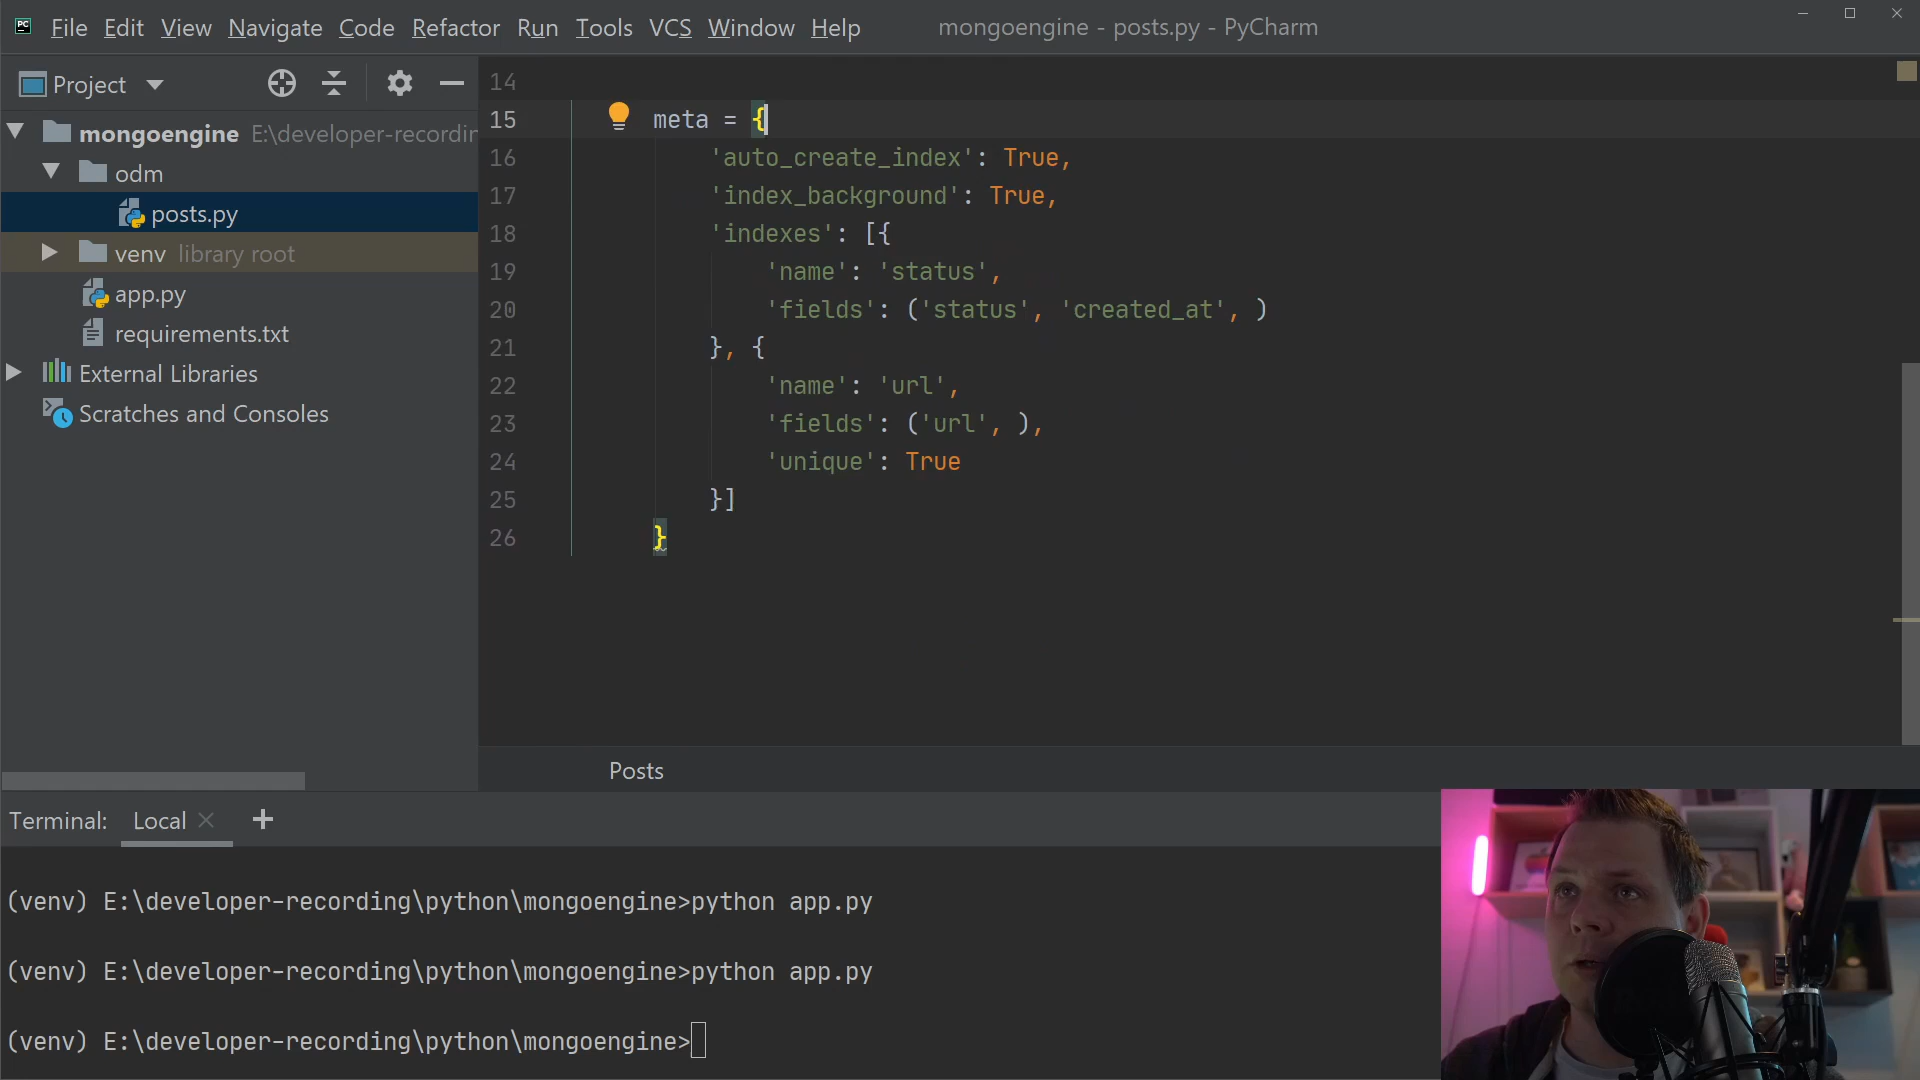 File Edit View Navigate Code Refactor Run Tools VCS Window Help mongoengine - posts.py - PyCharm
Project
mongoengine E:\developer-recordin
odm
posts.py
venv library root
app.py
requirements.txt
External Libraries
Scratches and Consoles
14
15 meta = {
16 'auto_create_index': True,
17 'index_background': True,
18 'indexes': [{
19 'name': 'status',
20 'fields': ('status', 'created_at', )
21 }, {
22 'name': 'url',
23 'fields': ('url', ),
24 'unique': True
25 }]
26 }
Posts
Terminal: Local
(venv) E:\developer-recording\python\mongoengine>python app.py
(venv) E:\developer-recording\python\mongoengine>python app.py
(venv) E:\developer-recording\python\mongoengine>